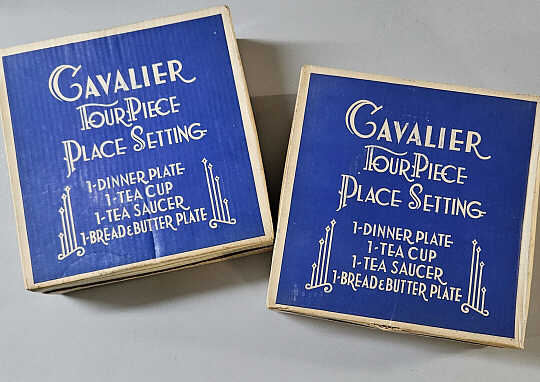 CAVALIER
FOUR PIECE
PLACE SETTING
1-DINNER PLATE
1-TEA CUP
1-TEA SAUCER
1-BREAD & BUTTER PLATE
CAVALIER
FOUR PIECE
PLACE SETTING
1-DINNER PLATE
1-TEA CUP
1-TEA SAUCER
1-BREAD & BUTTER PLATE